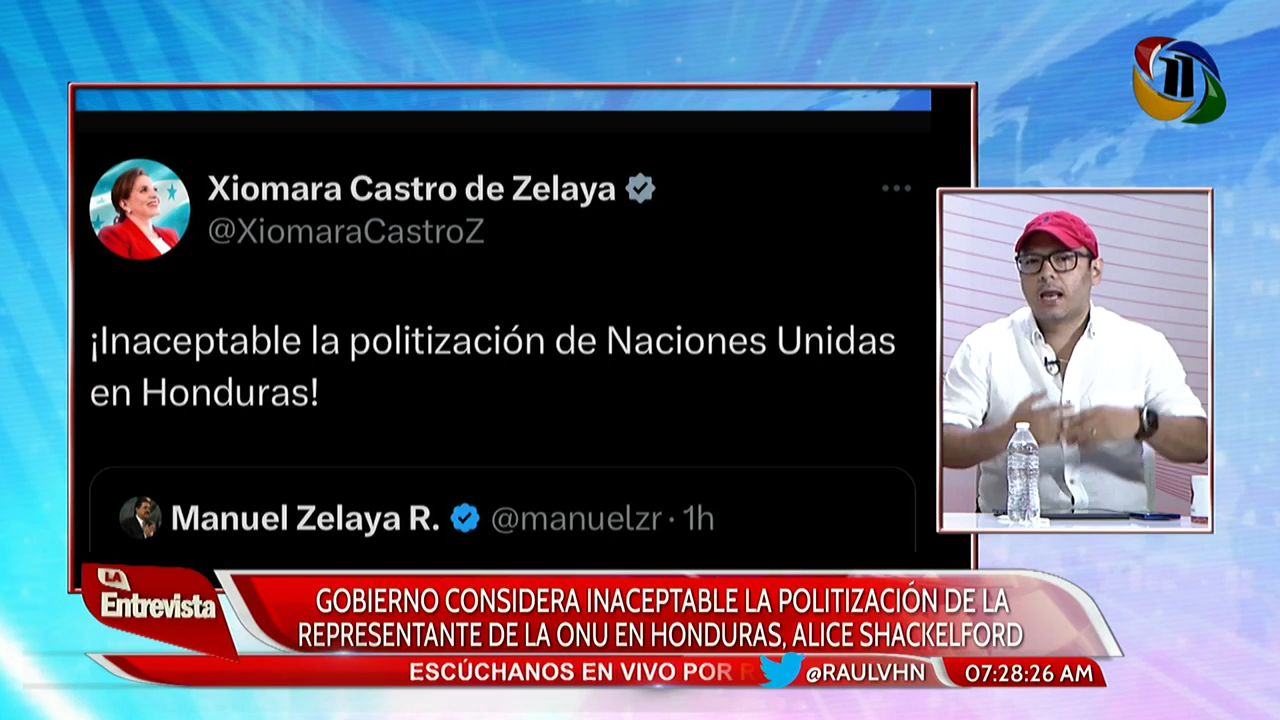 11
Xiomara Castro de Zelaya
@XiomaraCastroZ
¡Inaceptable la politización de Naciones Unidas
en Honduras!
Manuel Zelaya R. @manuelzr · 1h
LA
Entrevista
GOBIERNO CONSIDERA INACEPTABLE LA POLITIZACIÓN DE LA
REPRESENTANTE DE LA ONU EN HONDURAS, ALICE SHACKELFORD
ESCÚCHANOS EN VIVO POR R @RAULVHN 07:28:26 AM